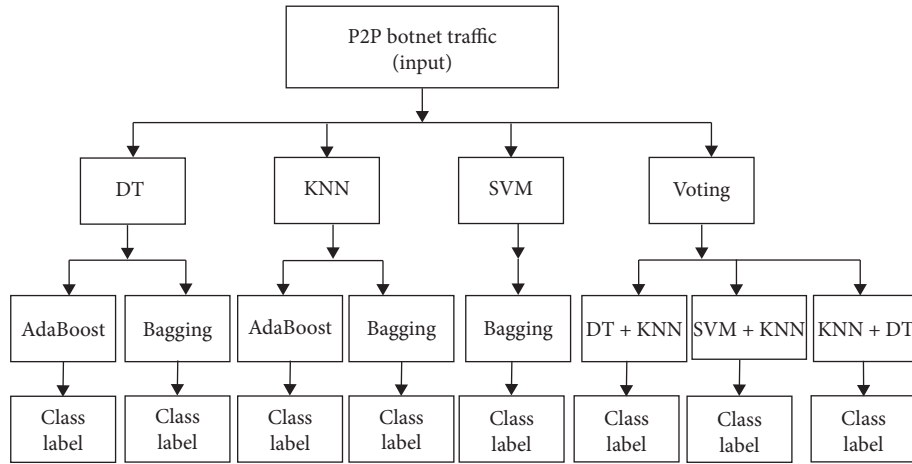 P2P botnet traffic
(input)
DT
KNN
SVM
Voting
AdaBoost
Bagging
AdaBoost
Bagging
Bagging
DT + KNN
SVM + KNN
KNN + DT
Class
label
Class
label
Class
label
Class
label
Class
label
Class
label
Class
label
Class
label